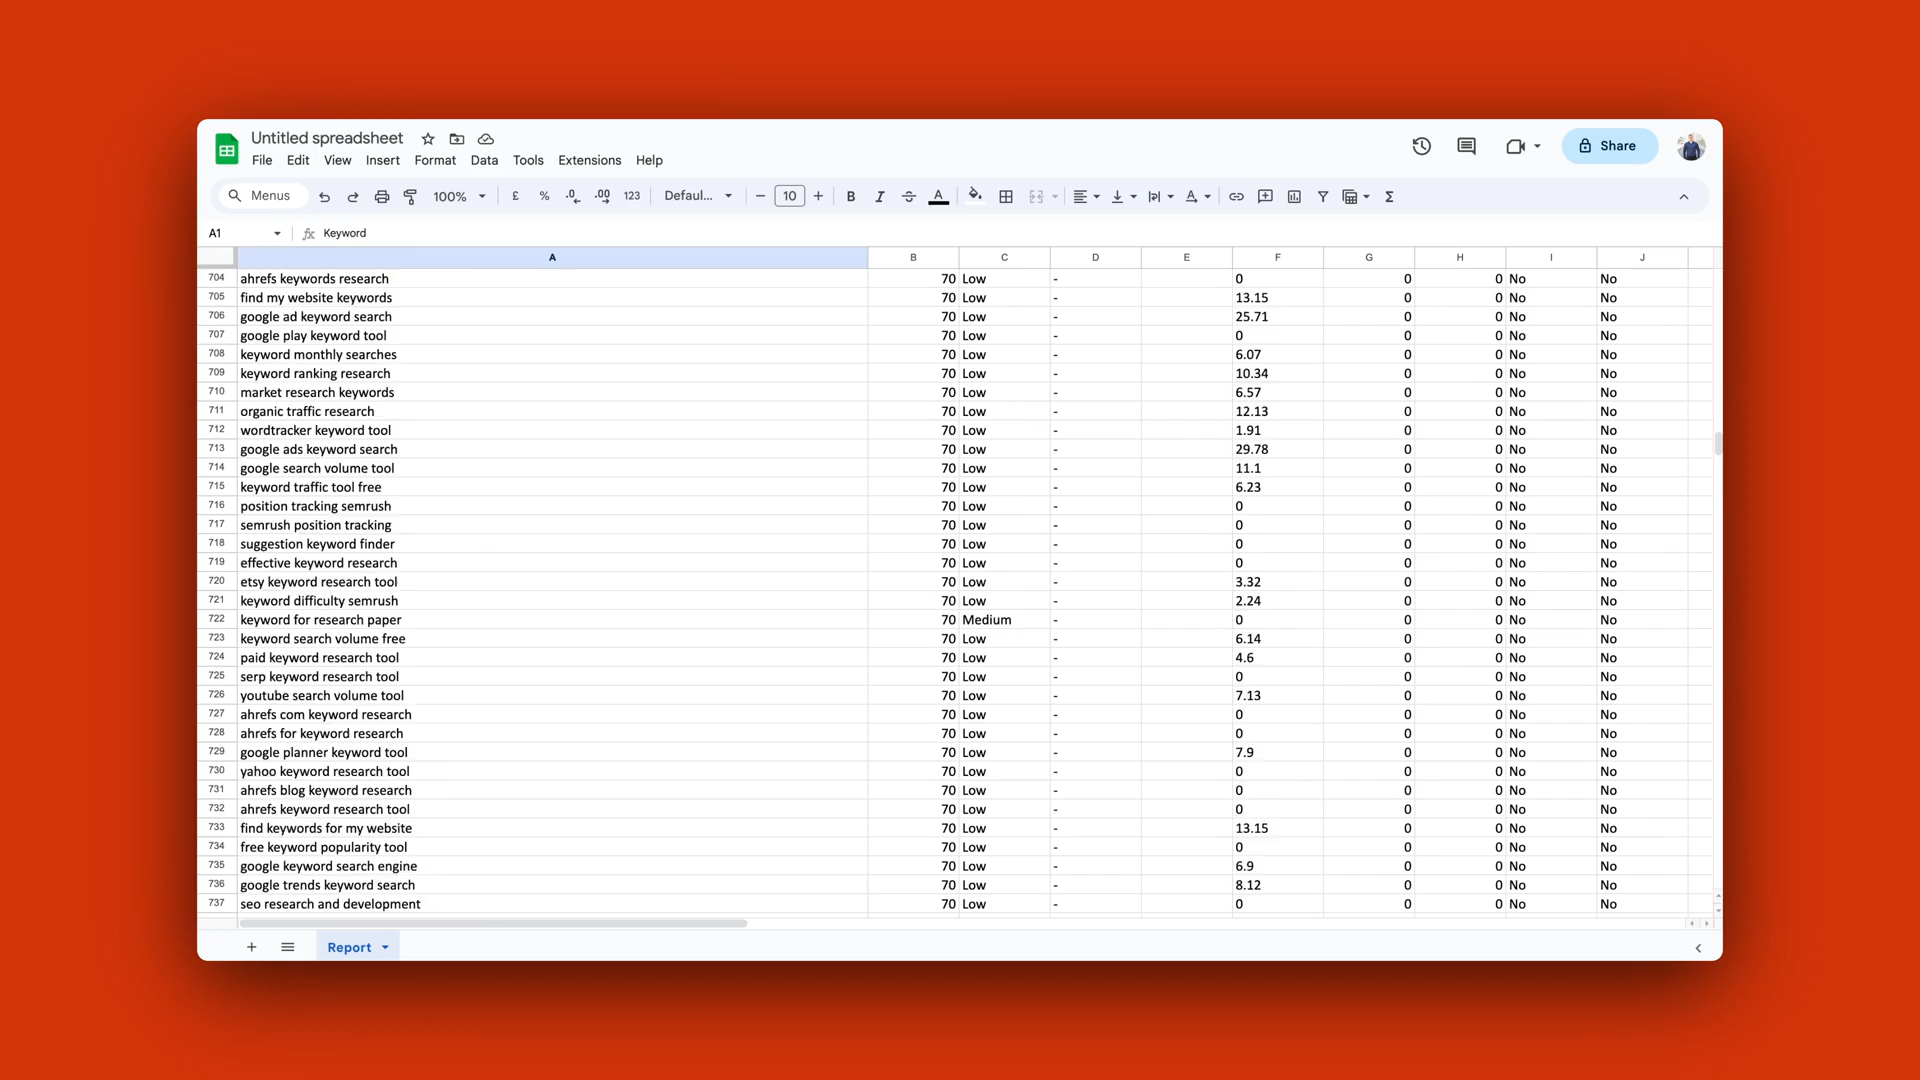 Untitled spreadsheet
File Edit View Insert Format Data Tools Extensions Help
Share
Menus 100% £ % .0 .00 123 Defaul... − 10 + B I A Σ
A1 fx Keyword
A B C D E F G H I J
704 ahrefs keywords research 70 Low - 0 0 0 No No
705 find my website keywords 70 Low - 13.15 0 0 No No
706 google ad keyword search 70 Low - 25.71 0 0 No No
707 google play keyword tool 70 Low - 0 0 0 No No
708 keyword monthly searches 70 Low - 6.07 0 0 No No
709 keyword ranking research 70 Low - 10.34 0 0 No No
710 market research keywords 70 Low - 6.57 0 0 No No
711 organic traffic research 70 Low - 12.13 0 0 No No
712 wordtracker keyword tool 70 Low - 1.91 0 0 No No
713 google ads keyword search 70 Low - 29.78 0 0 No No
714 google search volume tool 70 Low - 11.1 0 0 No No
715 keyword traffic tool free 70 Low - 6.23 0 0 No No
716 position tracking semrush 70 Low - 0 0 0 No No
717 semrush position tracking 70 Low - 0 0 0 No No
718 suggestion keyword finder 70 Low - 0 0 0 No No
719 effective keyword research 70 Low - 0 0 0 No No
720 etsy keyword research tool 70 Low - 3.32 0 0 No No
721 keyword difficulty semrush 70 Low - 2.24 0 0 No No
722 keyword for research paper 70 Medium - 0 0 0 No No
723 keyword search volume free 70 Low - 6.14 0 0 No No
724 paid keyword research tool 70 Low - 4.6 0 0 No No
725 serp keyword research tool 70 Low - 0 0 0 No No
726 youtube search volume tool 70 Low - 7.13 0 0 No No
727 ahrefs com keyword research 70 Low - 0 0 0 No No
728 ahrefs for keyword research 70 Low - 0 0 0 No No
729 google planner keyword tool 70 Low - 7.9 0 0 No No
730 yahoo keyword research tool 70 Low - 0 0 0 No No
731 ahrefs blog keyword research 70 Low - 0 0 0 No No
732 ahrefs keyword research tool 70 Low - 0 0 0 No No
733 find keywords for my website 70 Low - 13.15 0 0 No No
734 free keyword popularity tool 70 Low - 0 0 0 No No
735 google keyword search engine 70 Low - 6.9 0 0 No No
736 google trends keyword search 70 Low - 8.12 0 0 No No
737 seo research and development 70 Low - 0 0 0 No No
Report